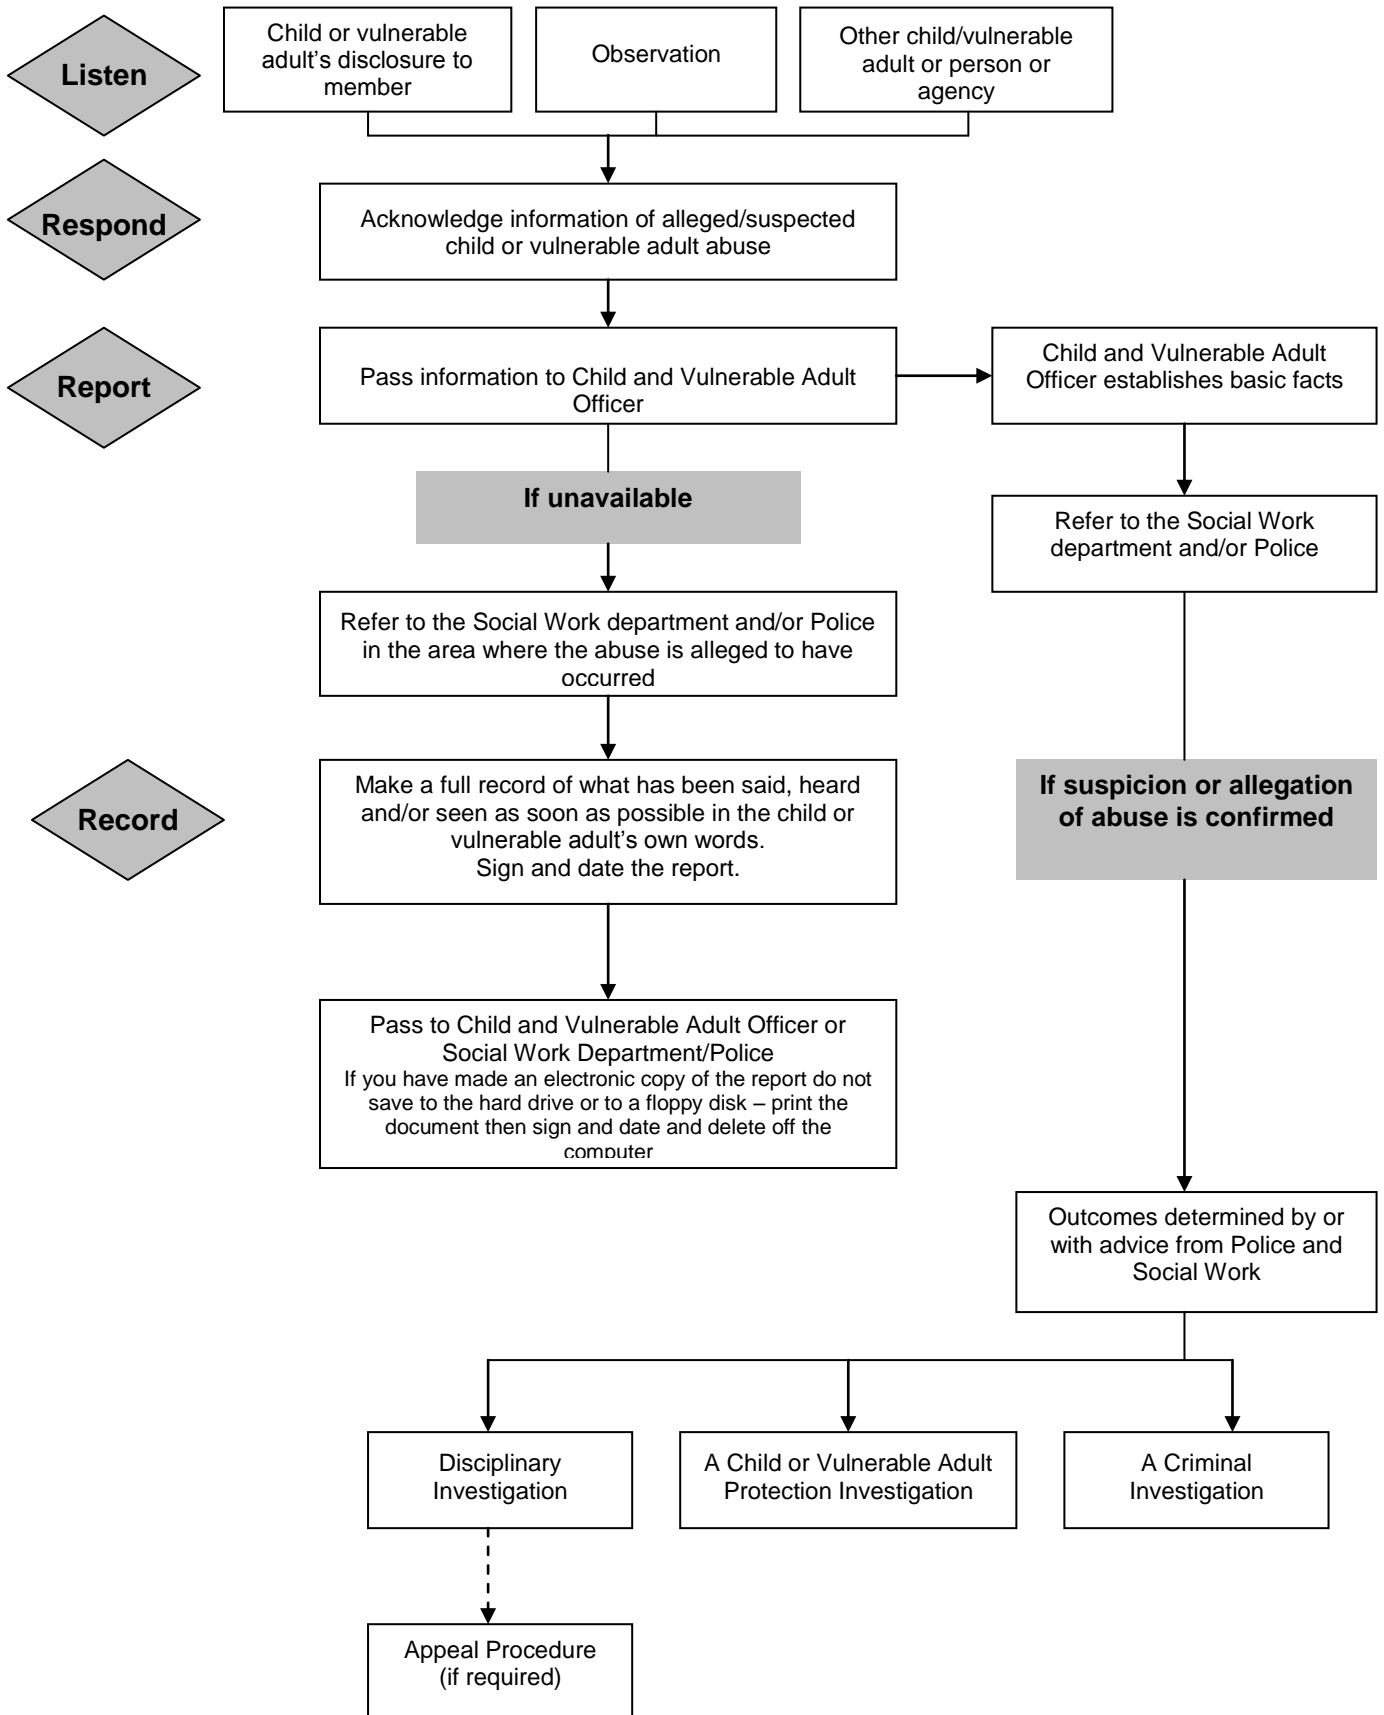 Listen
Child or vulnerable
adult's disclosure to
member
Observation
Other child/vulnerable
adult or person or
agency
Respond
Acknowledge information of alleged/suspected
child or vulnerable adult abuse
Report
Pass information to Child and Vulnerable Adult
Officer
Child and Vulnerable Adult
Officer establishes basic facts
If unavailable
Refer to the Social Work
department and/or Police
Refer to the Social Work department and/or Police
in the area where the abuse is alleged to have
occurred
Record
Make a full record of what has been said, heard
and/or seen as soon as possible in the child or
vulnerable adult's own words.
Sign and date the report.
If suspicion or allegation
of abuse is confirmed
Pass to Child and Vulnerable Adult Officer or
Social Work Department/Police
If you have made an electronic copy of the report do not
save to the hard drive or to a floppy disk – print the
document then sign and date and delete off the
computer
Outcomes determined by or
with advice from Police and
Social Work
Disciplinary
Investigation
A Child or Vulnerable Adult
Protection Investigation
A Criminal
Investigation
Appeal Procedure
(if required)